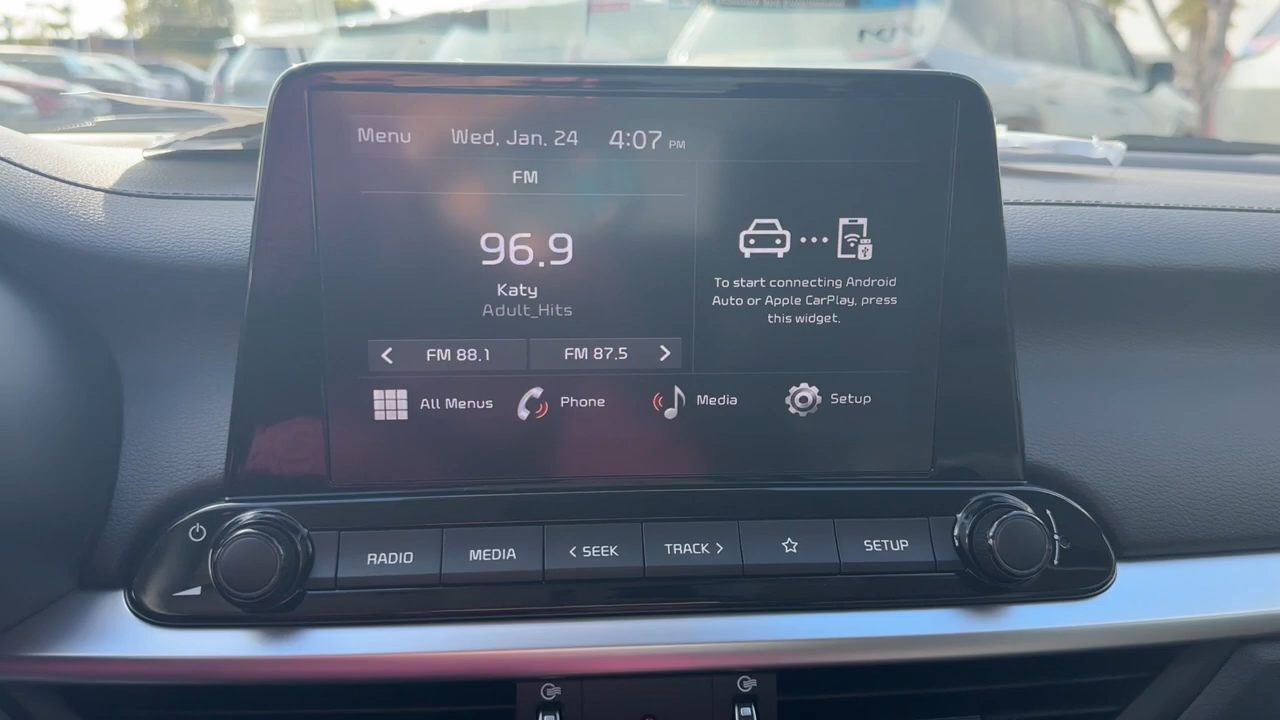 Menu Wed, Jan. 24 4:07 PM
FM
96.9
Katy
Adult_Hits
To start connecting Android
Auto or Apple CarPlay, press
this widget.
< FM 88.1 FM 87.5 >
All Menus Phone Media Setup
RADIO MEDIA < SEEK TRACK > SETUP